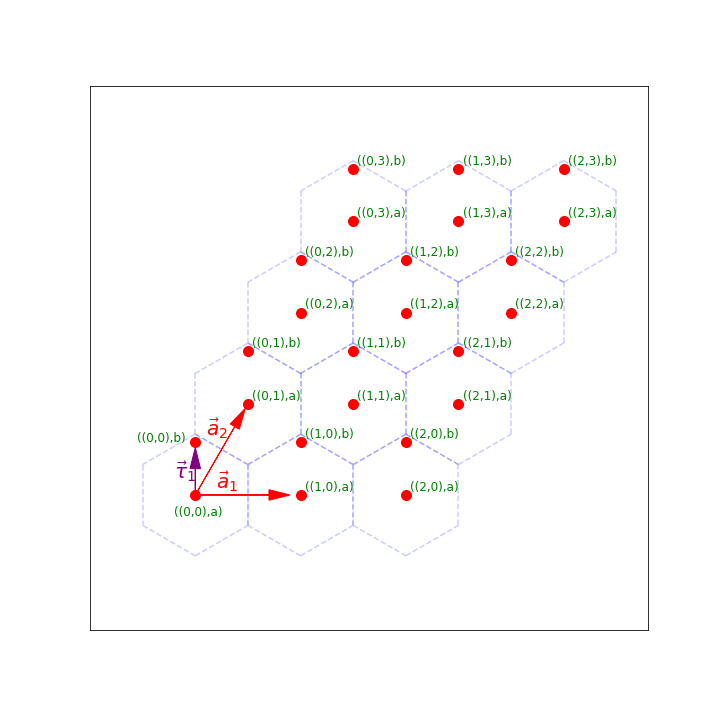 ((0,3),b) ((1,3),b) ((2,3),b)
((0,3),a) ((1,3),a) ((2,3),a)
((0,2),b) ((1,2),b) ((2,2),b)
((0,2),a) ((1,2),a) ((2,2),a)
((0,1),b) ((1,1),b) ((2,1),b)
((0,1),a) ((1,1),a) ((2,1),a)
((0,0),b) ((1,0),b) ((2,0),b)
$\vec{a}_2$
$\vec{\tau}_1$ $\vec{a}_1$ ((1,0),a) ((2,0),a)
((0,0),a)